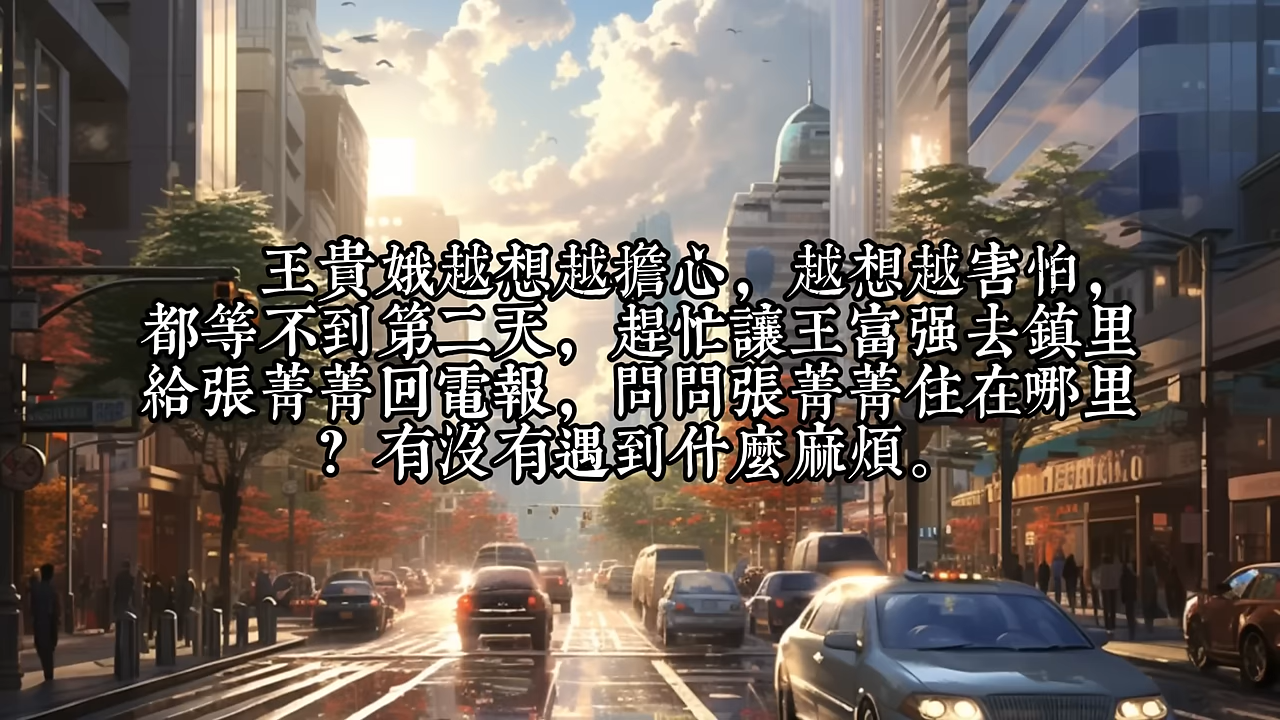 王貴娥越想越擔心，越想越害怕，
都等不到第二天，趕忙讓王富强去鎮里
給張菁菁回電報，問問張菁菁住在哪里
？有沒有遇到什麼麻煩。